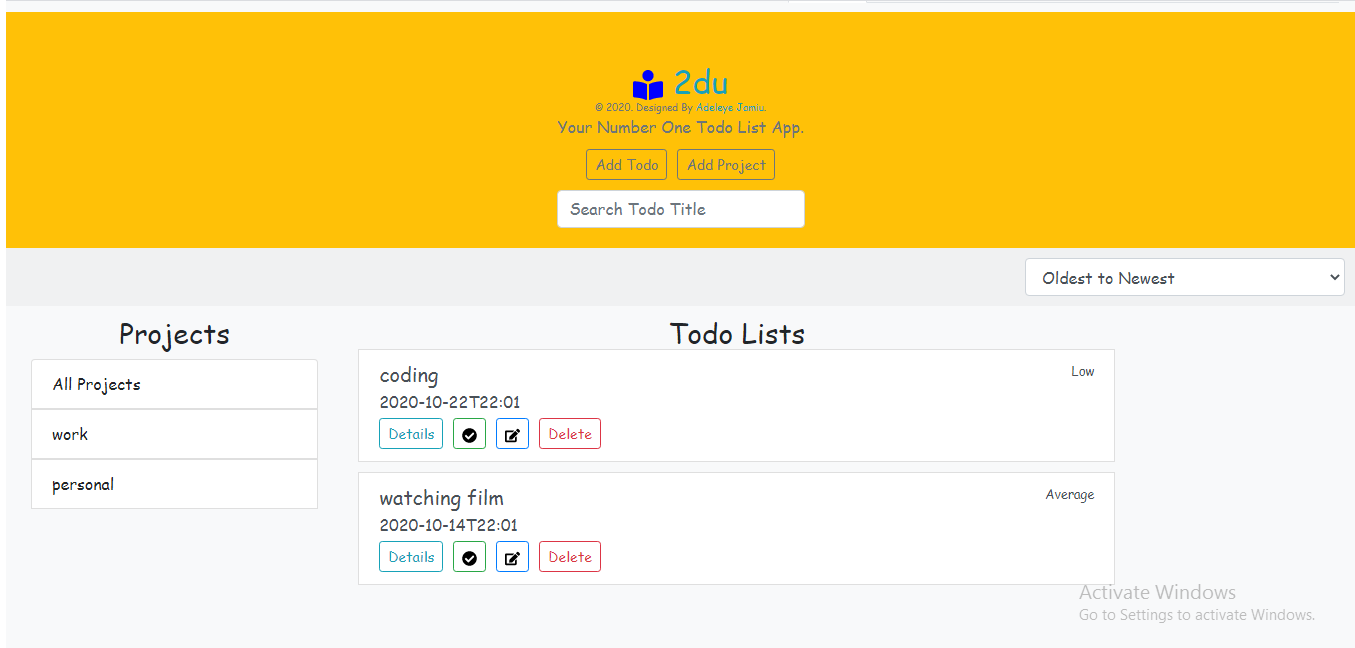 2du
© 2020. Designed By Adeleye Jamiu.
Your Number One Todo List App.
Add Todo Add Project
Search Todo Title
Oldest to Newest
Projects
All Projects
work
personal
Todo Lists
coding Low
2020-10-22T22:01
Details Delete
watching film Average
2020-10-14T22:01
Details Delete
Activate Windows
Go to Settings to activate Windows.